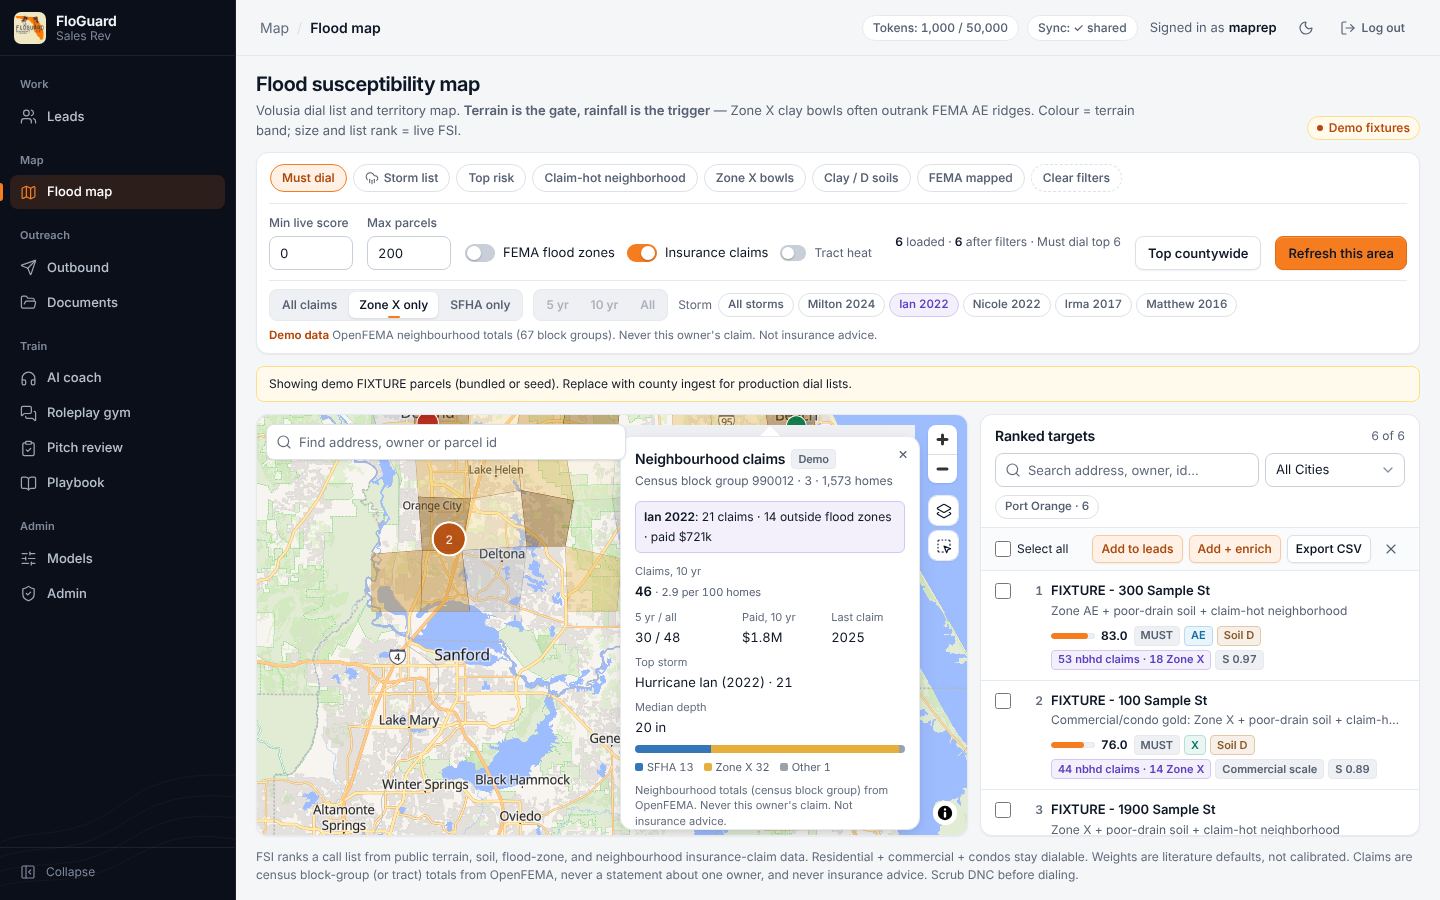 FloGuard
Sales Rev
Work
Leads
Map
Flood map
Outreach
Outbound
Documents
Train
AI coach
Roleplay gym
Pitch review
Playbook
Admin
Models
Admin
Collapse
Map / Flood map
Tokens: 1,000 / 50,000
Sync: ✓ shared
Signed in as maprep
Log out
Flood susceptibility map
Volusia dial list and territory map. Terrain is the gate, rainfall is the trigger — Zone X clay bowls often outrank FEMA AE ridges. Colour = terrain
band; size and list rank = live FSI.
Demo fixtures
Must dial
Storm list
Top risk
Claim-hot neighborhood
Zone X bowls
Clay / D soils
FEMA mapped
Clear filters
Min live score
Max parcels
0
200
FEMA flood zones
Insurance claims
Tract heat
6 loaded · 6 after filters · Must dial top 6
Top countywide
Refresh this area
All claims
Zone X only
SFHA only
5 yr
10 yr
All
Storm
All storms
Milton 2024
Ian 2022
Nicole 2022
Irma 2017
Matthew 2016
Demo data OpenFEMA neighbourhood totals (67 block groups). Never this owner's claim. Not insurance advice.
Showing demo FIXTURE parcels (bundled or seed). Replace with county ingest for production dial lists.
Find address, owner or parcel id
95
Lake Helen
Orange City
2
Deltona
4
Sanford
Lake Mary
Gene
Winter Springs
Black Hammock
Altamonte
Springs
Oviedo
Neighbourhood claims
Demo
Census block group 990012 · 3 · 1,573 homes
Ian 2022: 21 claims · 14 outside flood zones
· paid $721k
Claims, 10 yr
46 · 2.9 per 100 homes
5 yr / all
Paid, 10 yr
Last claim
30 / 48
$1.8M
2025
Top storm
Hurricane Ian (2022) · 21
Median depth
20 in
SFHA 13
Zone X 32
Other 1
Neighbourhood totals (census block group) from
OpenFEMA. Never this owner's claim. Not
insurance advice.
Ranked targets
6 of 6
Search address, owner, id...
All Cities
Port Orange · 6
Select all
Add to leads
Add + enrich
Export CSV
1 FIXTURE - 300 Sample St
Zone AE + poor-drain soil + claim-hot neighborhood
83.0 MUST AE Soil D
53 nbhd claims · 18 Zone X S 0.97
2 FIXTURE - 100 Sample St
Commercial/condo gold: Zone X + poor-drain soil + claim-h...
76.0 MUST X Soil D
44 nbhd claims · 14 Zone X Commercial scale S 0.89
3 FIXTURE - 1900 Sample St
Zone X + poor-drain soil + claim-hot neighborhood
FSI ranks a call list from public terrain, soil, flood-zone, and neighbourhood insurance-claim data. Residential + commercial + condos stay dialable. Weights are literature defaults, not calibrated. Claims are
census block-group (or tract) totals from OpenFEMA, never a statement about one owner, and never insurance advice. Scrub DNC before dialing.